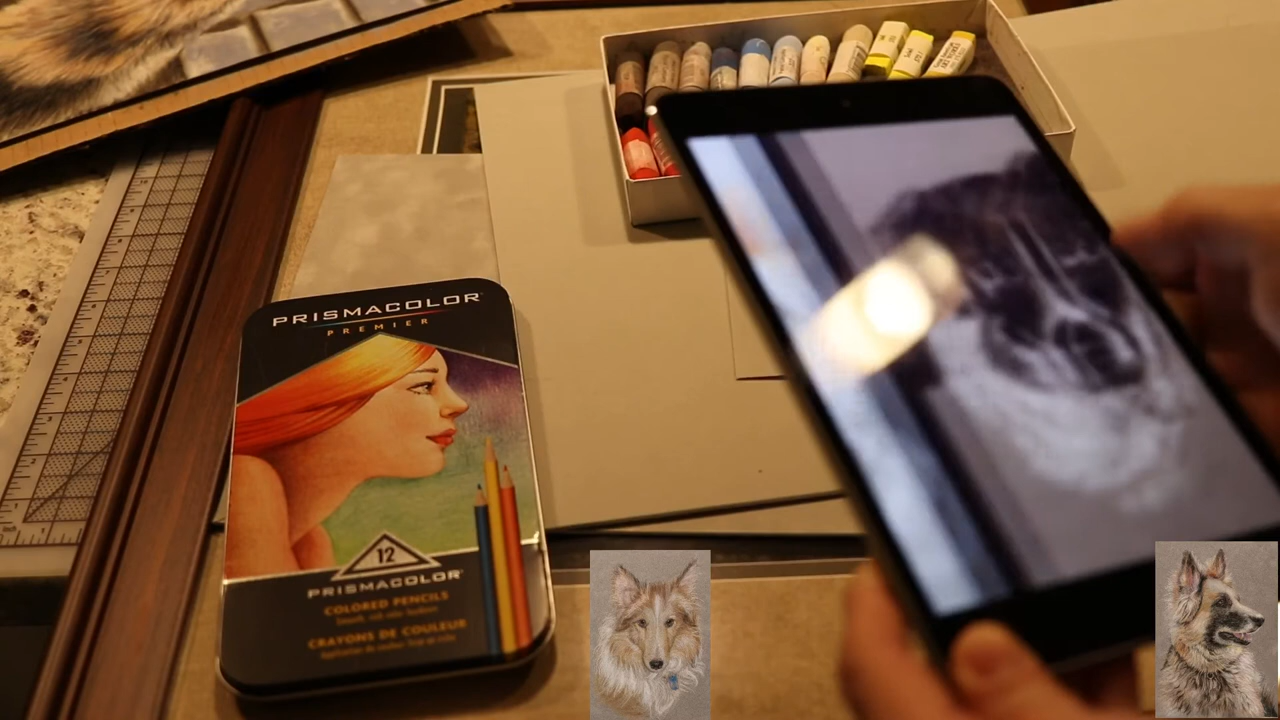 PRISMACOLOR
PREMIER
12
PRISMACOLOR
COLORED PENCILS
CRAYONS DE COULEUR